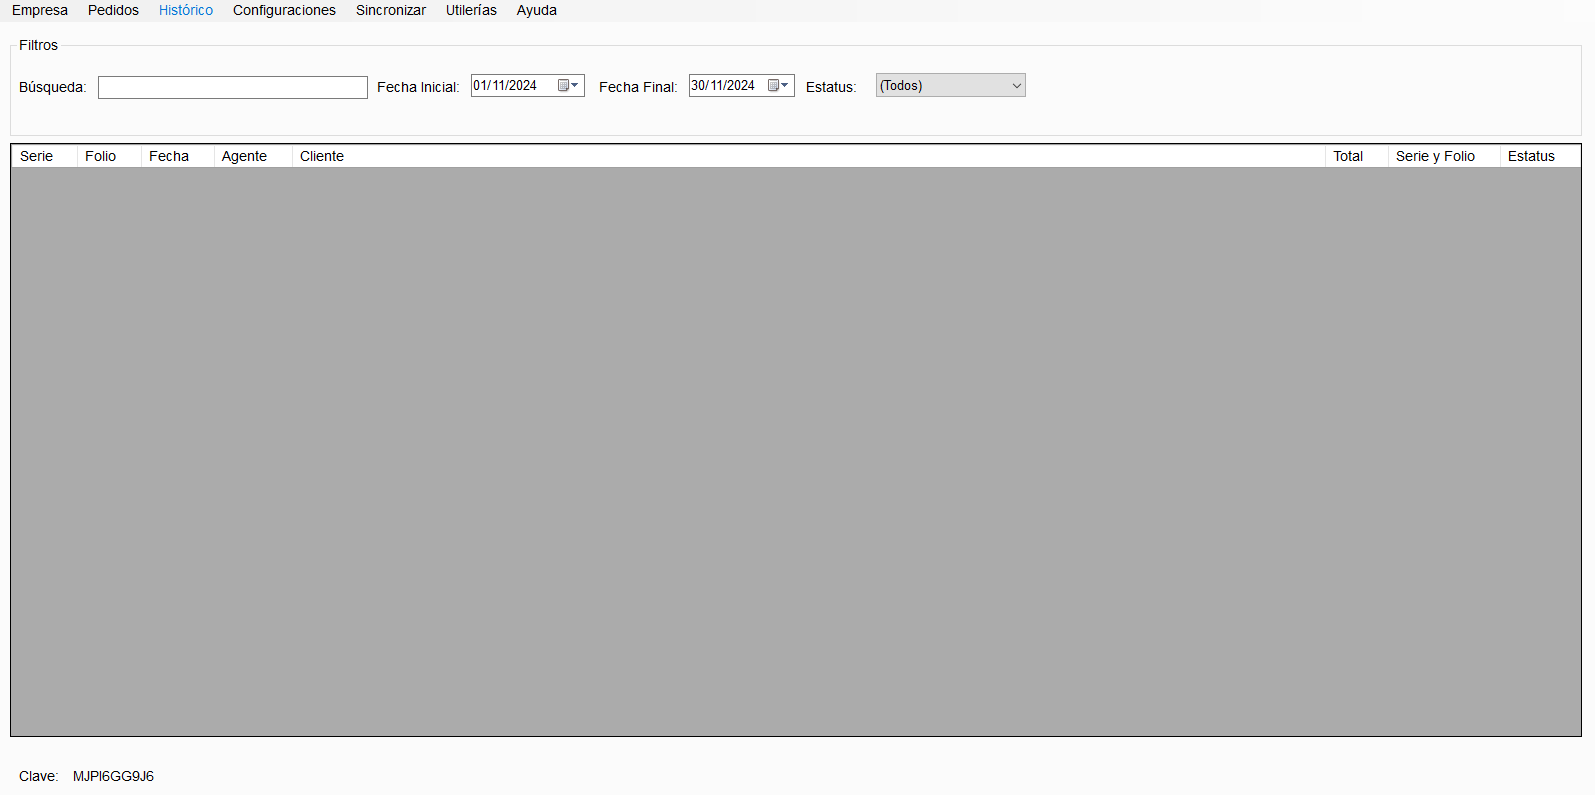 Empresa Pedidos Histórico Configuraciones Sincronizar Utilerías Ayuda
Filtros
Búsqueda: Fecha Inicial: 01/11/2024 Fecha Final: 30/11/2024 Estatus: (Todos)
Serie Folio Fecha Agente Cliente Total Serie y Folio Estatus
Clave: MJPI6GG9J6